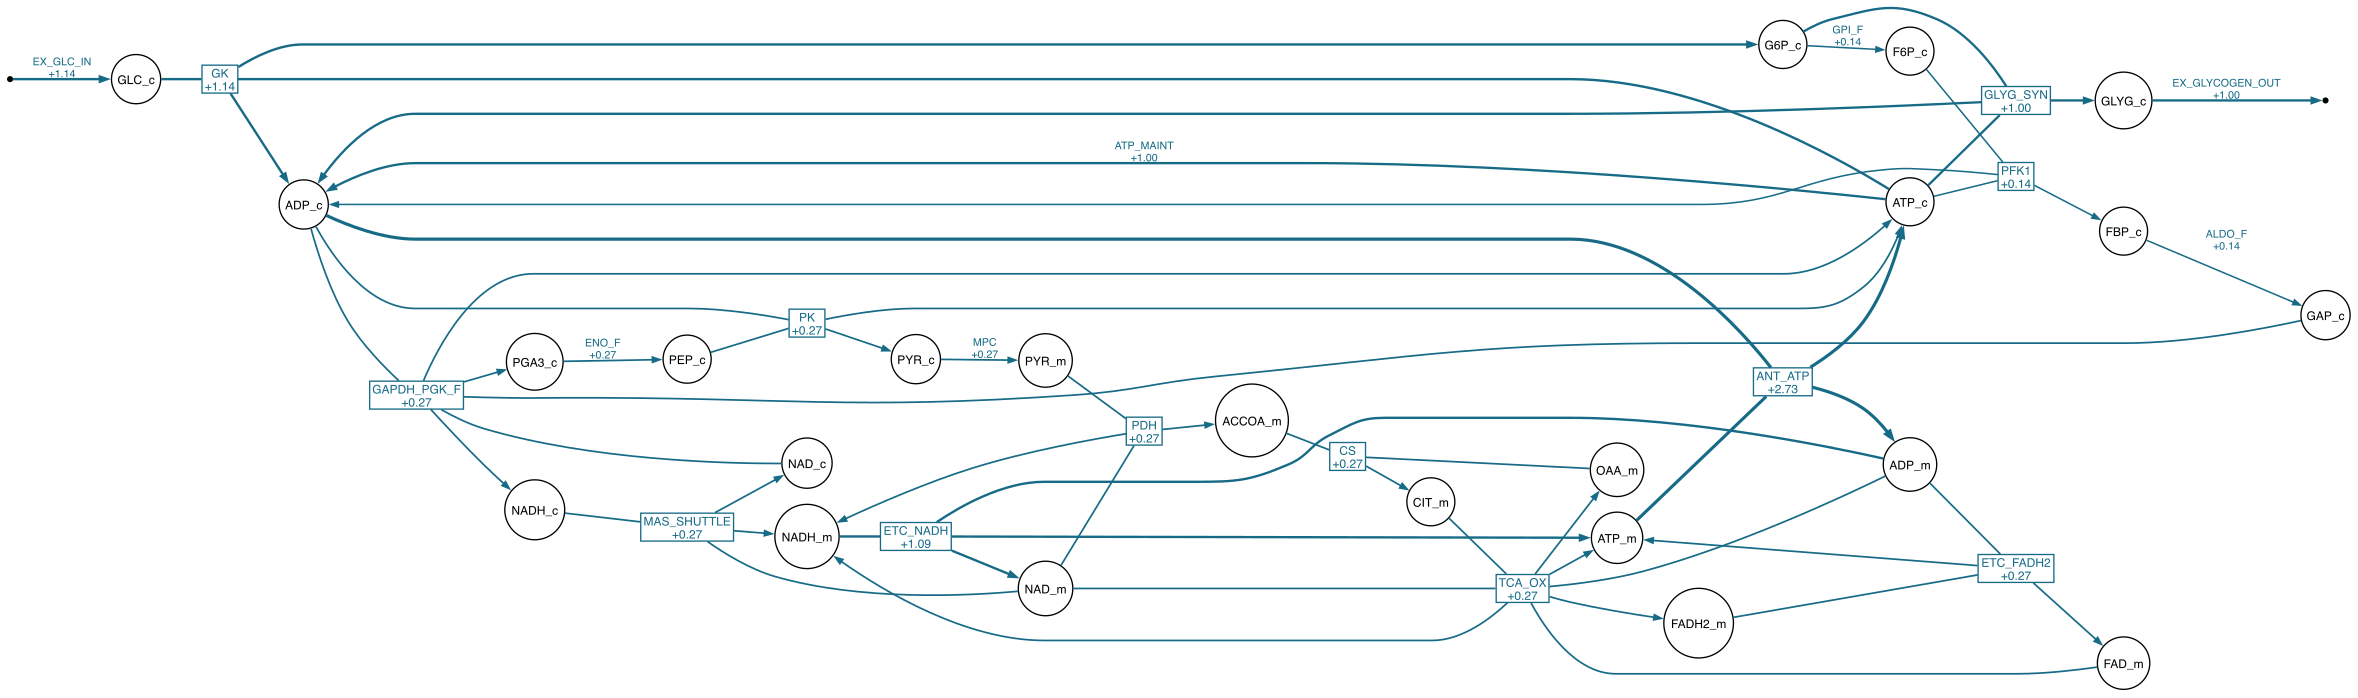 EX_GLC_IN
+1.14
GLC_c
GK
+1.14
G6P_c
GPI_F
+0.14
F6P_c
GLYG_SYN
+1.00
GLYG_c
EX_GLYCOGEN_OUT
+1.00
ATP_MAINT
+1.00
ADP_c
ATP_c
PFK1
+0.14
FBP_c
ALDO_F
+0.14
GAP_c
PK
+0.27
PGA3_c
ENO_F
+0.27
PEP_c
PYR_c
MPC
+0.27
PYR_m
GAPDH_PGK_F
+0.27
ANT_ATP
+2.73
PDH
+0.27
ACCOA_m
CS
+0.27
NAD_c
OAA_m
ADP_m
CIT_m
NADH_c
MAS_SHUTTLE
+0.27
NADH_m
ETC_NADH
+1.09
ATP_m
NAD_m
TCA_OX
+0.27
ETC_FADH2
+0.27
FADH2_m
FAD_m